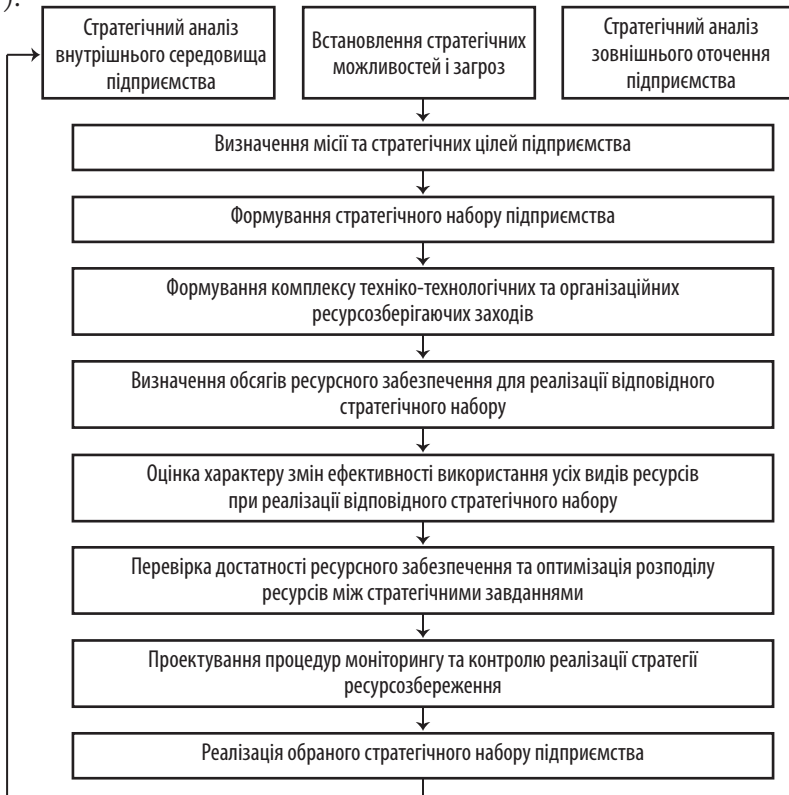 ).
Стратегічний аналіз
внутрішнього середовища
підприємства
Встановлення стратегічних
можливостей і загроз
Стратегічний аналіз
зовнішнього оточення
підприємства
Визначення місії та стратегічних цілей підприємства
Формування стратегічного набору підприємства
Формування комплексу техніко-технологічних та організаційних
ресурсозберігаючих заходів
Визначення обсягів ресурсного забезпечення для реалізації відповідного
стратегічного набору
Оцінка характеру змін ефективності використання усіх видів ресурсів
при реалізації відповідного стратегічного набору
Перевірка достатності ресурсного забезпечення та оптимізація розподілу
ресурсів між стратегічними завданнями
Проектування процедур моніторингу та контролю реалізації стратегії
ресурсозбереження
Реалізація обраного стратегічного набору підприємства